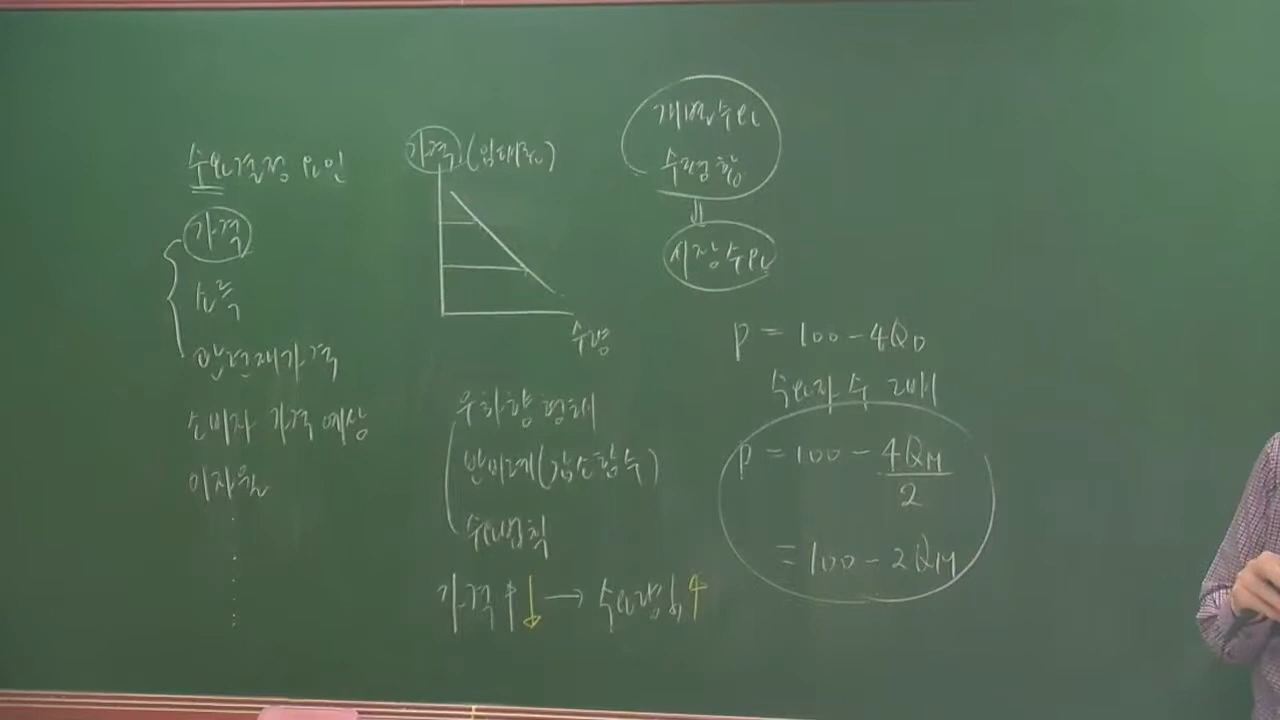 수요결정 요인
가격
소득
관련재가격
소비자 가격 예상
이자율
가격 (임대료)
수량
우하향 형태
반비례(감소함수)
수요법칙
가격 ↑ ↓ → 수요량 ↓ ↑
개별수요
수평합
⇓
시장수요
P = 100 - 4Q_D
수요자 수 2배
P = 100 - 4Q_M/2
= 100 - 2Q_M